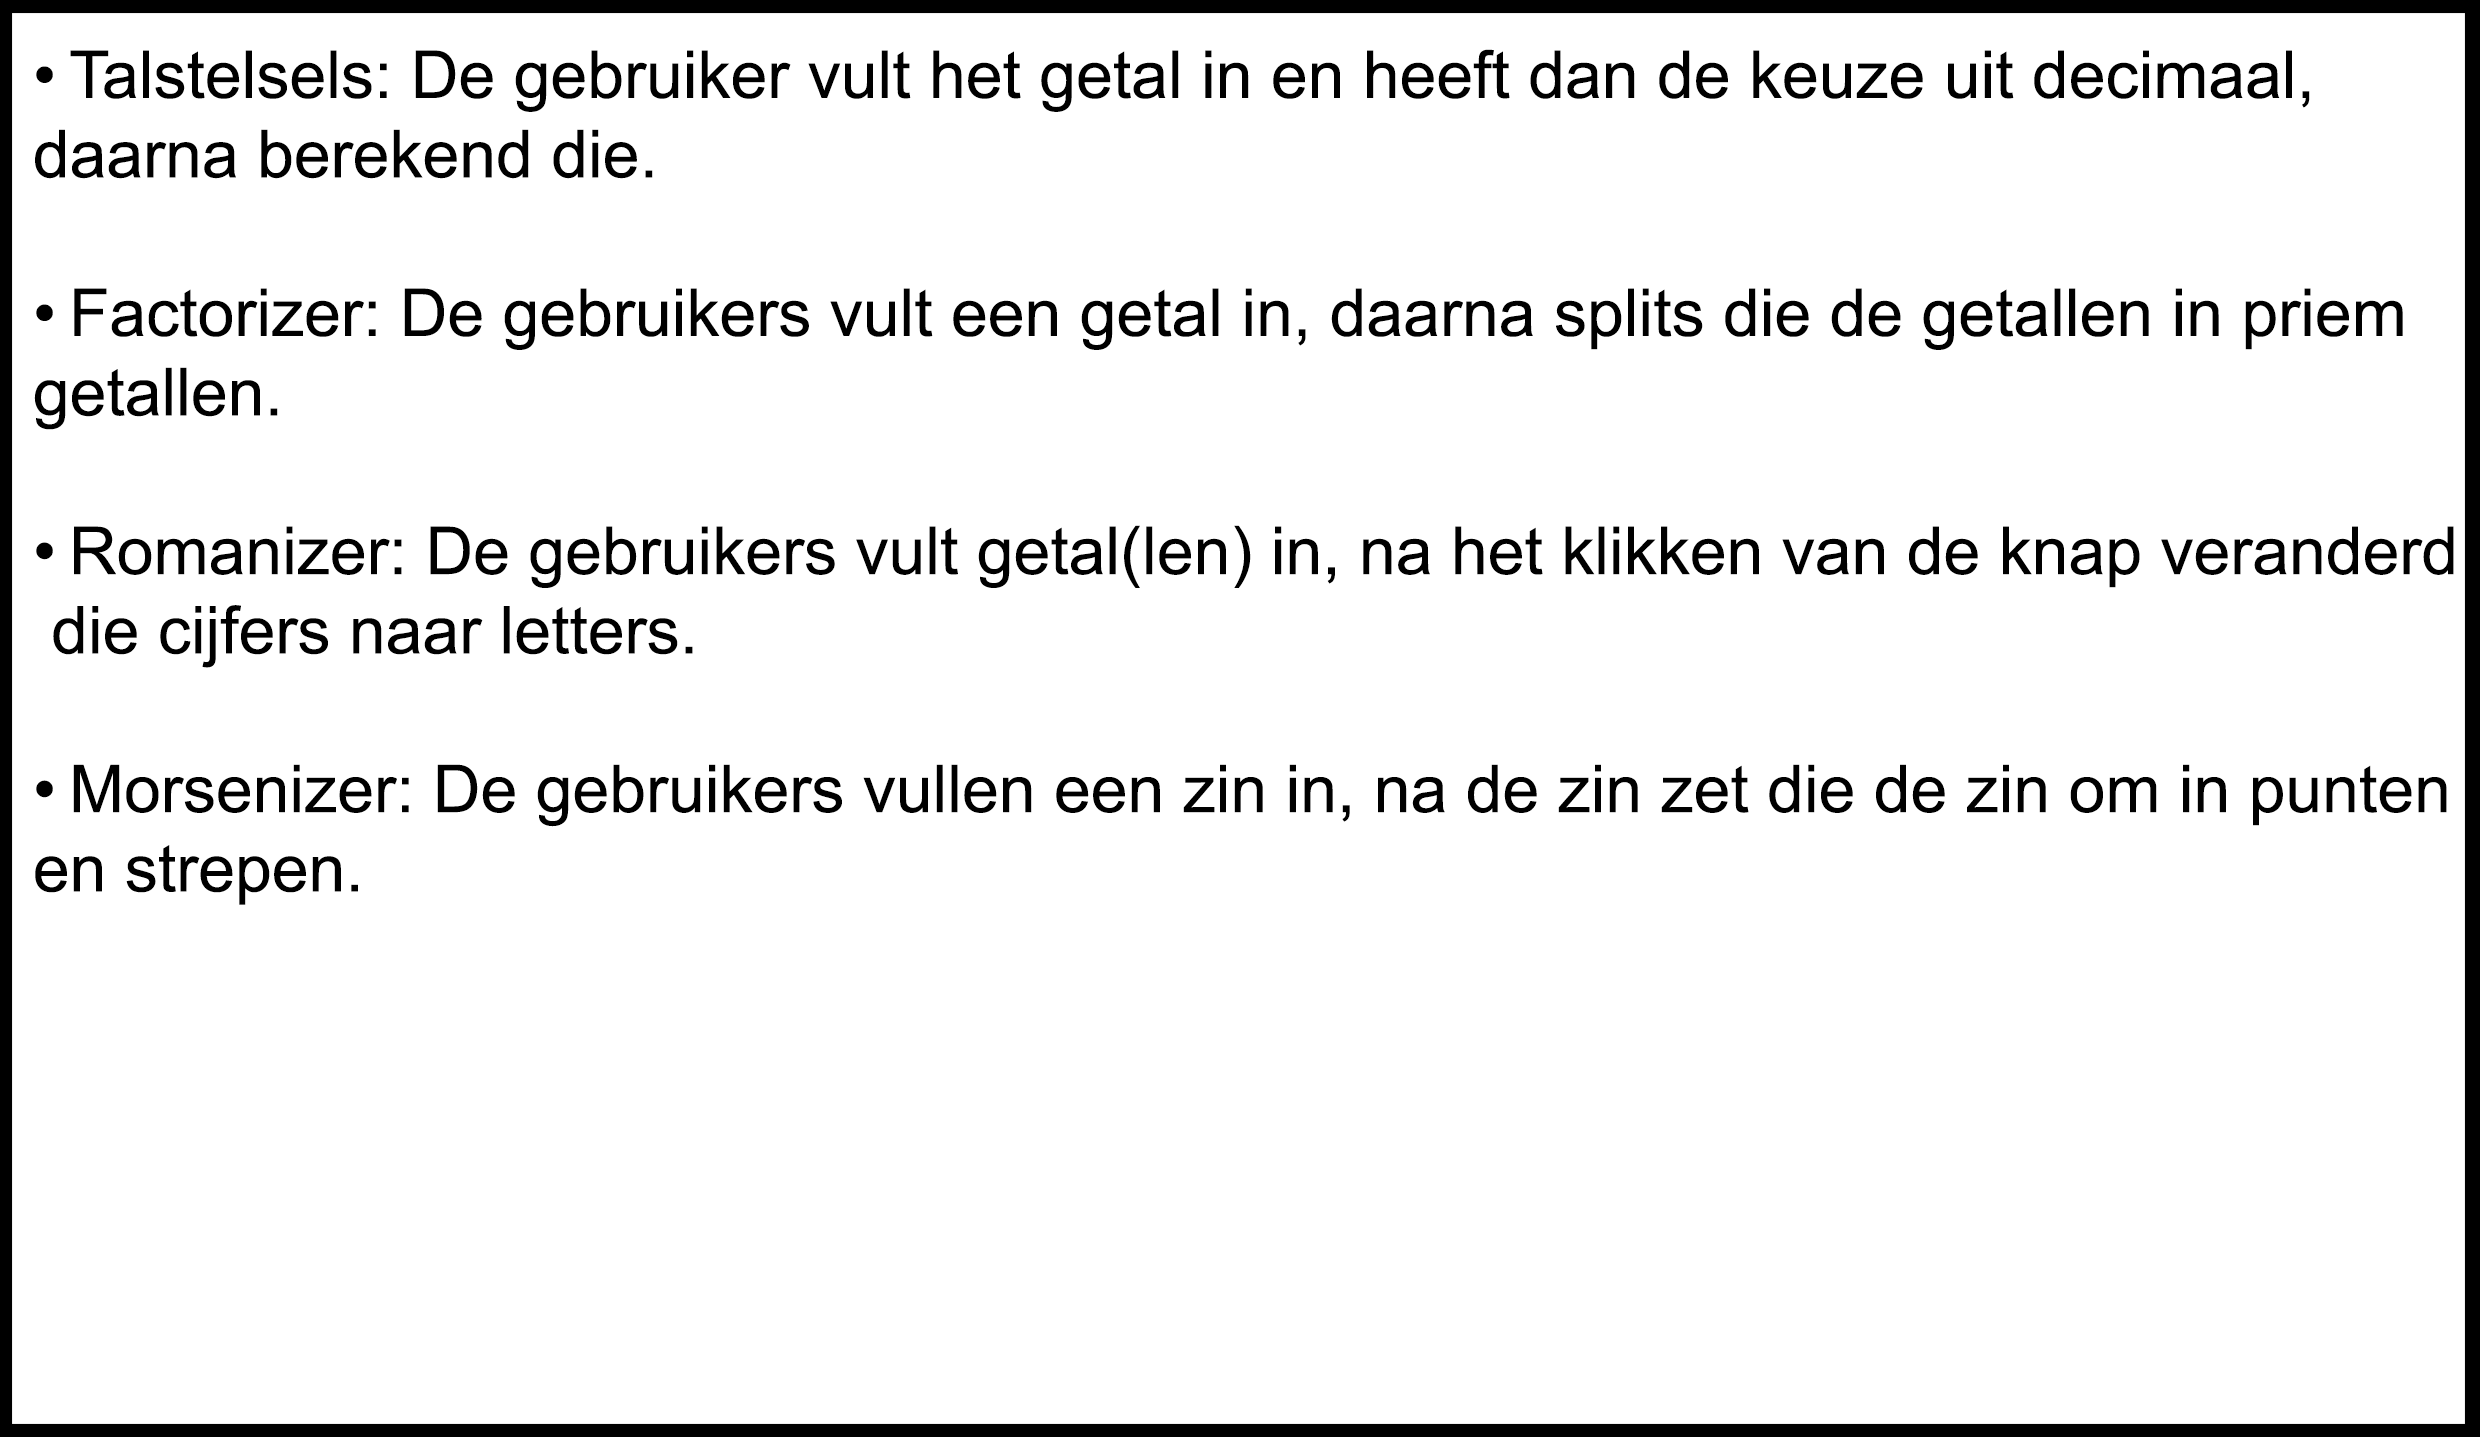 • Talstelsels: De gebruiker vult het getal in en heeft dan de keuze uit decimaal,
daarna berekend die.
• Factorizer: De gebruikers vult een getal in, daarna splits die de getallen in priem
getallen.
• Romanizer: De gebruikers vult getal(len) in, na het klikken van de knap veranderd
die cijfers naar letters.
• Morsenizer: De gebruikers vullen een zin in, na de zin zet die de zin om in punten
en strepen.